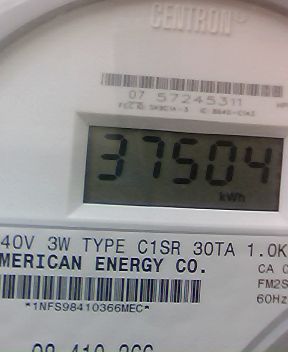 CENTRON
07 57245311
37504
kWh
40V 3W TYPE C1SR 30TA 1.0K
MERICAN ENERGY CO. CA 0
FM2S
60Hz
*1NFS98410366MEC*